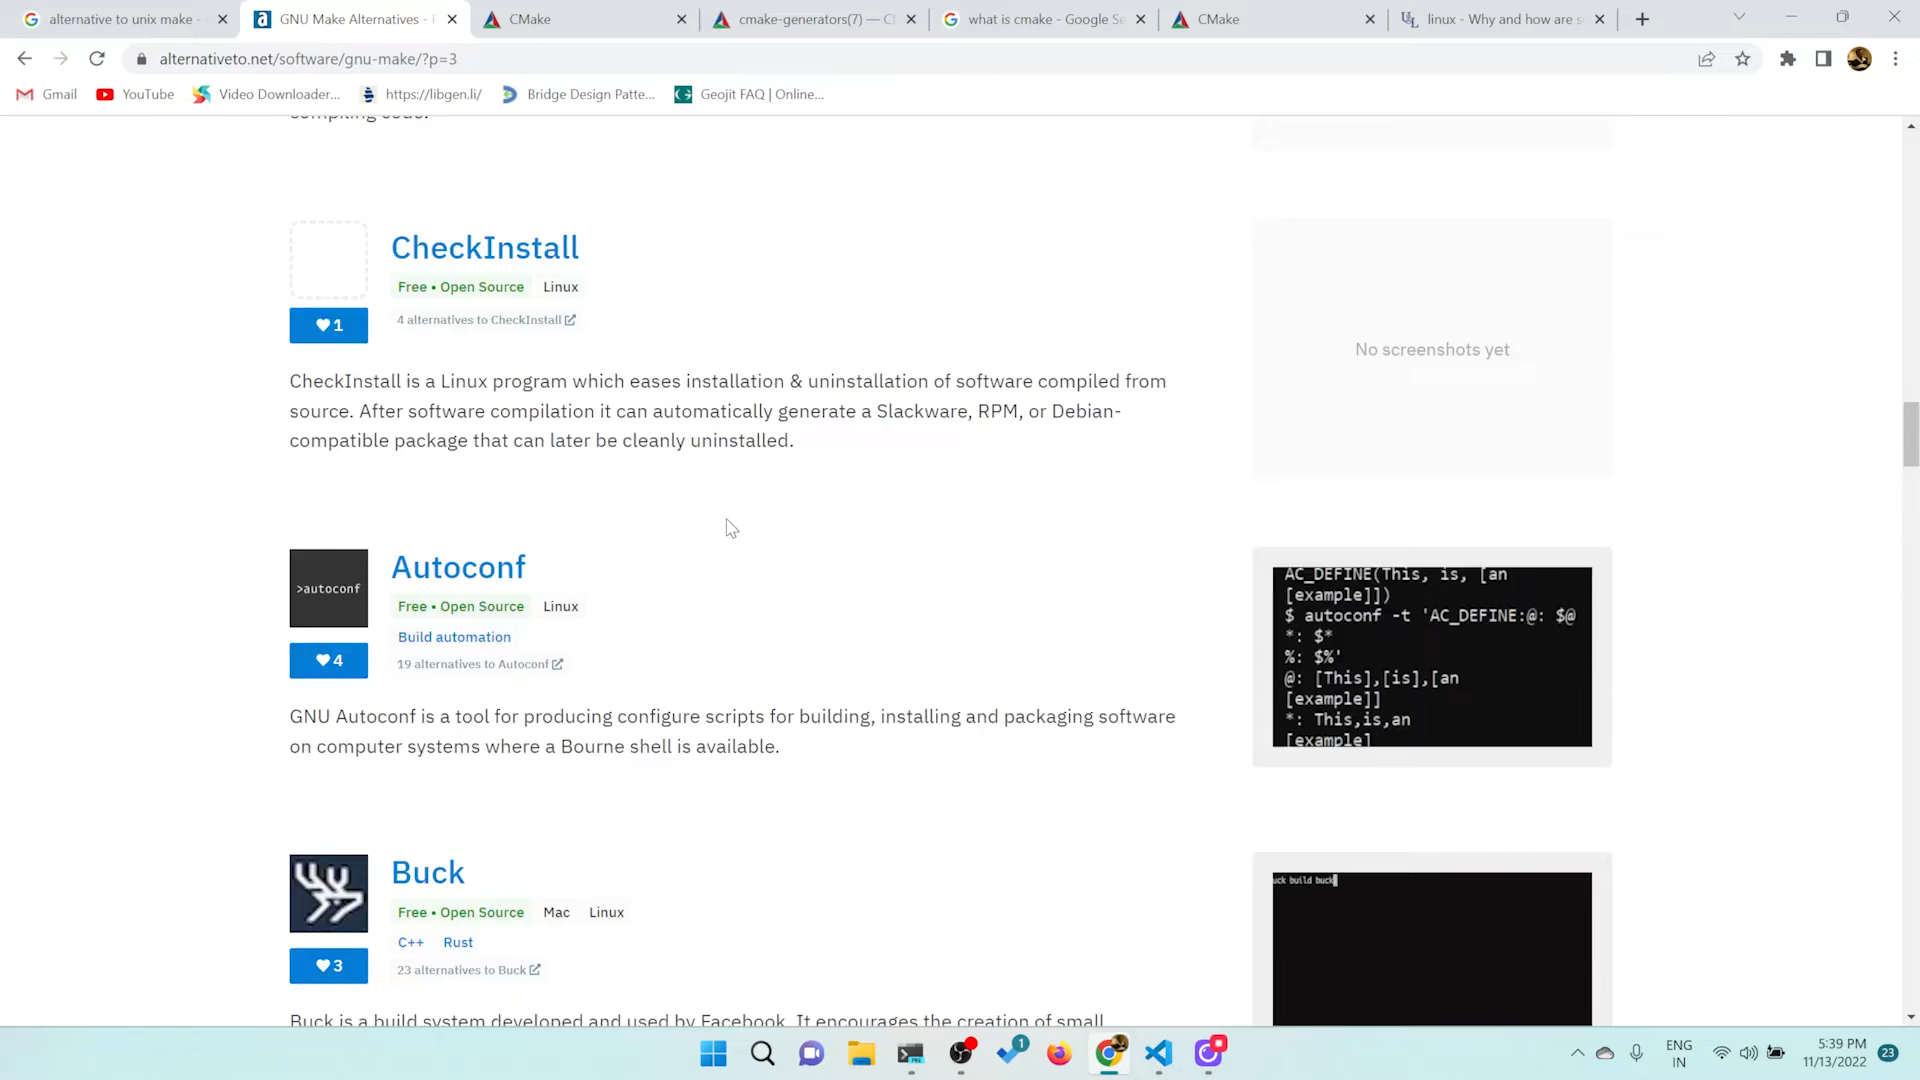 alternative to unix make -
GNU Make Alternatives -
CMake
cmake-generators(7) —
what is cmake - Google Se
CMake
linux - Why and how are s
alternativeto.net/software/gnu-make/?p=3
Gmail
YouTube
Video Downloader...
https://libgen.li/
Bridge Design Patte...
Geojit FAQ | Online...
CheckInstall
Free • Open Source
Linux
1
4 alternatives to CheckInstall
No screenshots yet
CheckInstall is a Linux program which eases installation & uninstallation of software compiled from
source. After software compilation it can automatically generate a Slackware, RPM, or Debian-
compatible package that can later be cleanly uninstalled.
>autoconf
Autoconf
Free • Open Source
Linux
Build automation
4
19 alternatives to Autoconf
AC_DEFINE(This, is, [an
[example]])
$ autoconf -t 'AC_DEFINE:@: $@
*: $*
%: $%'
@: [This],[is],[an
[example]]
*: This,is,an
[example]
GNU Autoconf is a tool for producing configure scripts for building, installing and packaging software
on computer systems where a Bourne shell is available.
Buck
Free • Open Source
Mac
Linux
C++
Rust
3
23 alternatives to Buck
uck build buck
Buck is a build system developed and used by Facebook. It encourages the creation of small
1
ENG
IN
5:39 PM
11/13/2022
23